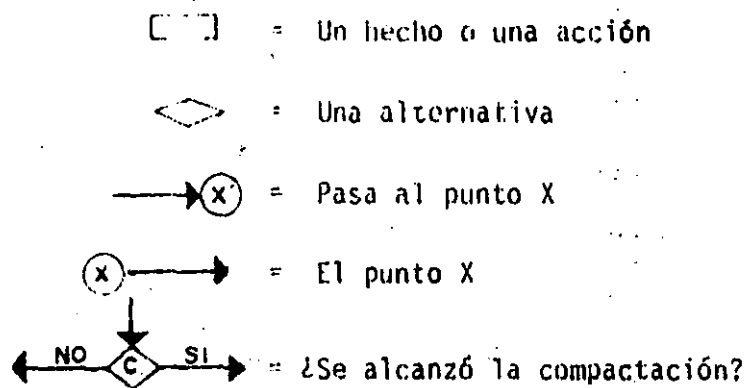 = Un hecho o una acción
= Una alternativa
X = Pasa al punto X
X = El punto X
NO C SI = ¿Se alcanzó la compactación?